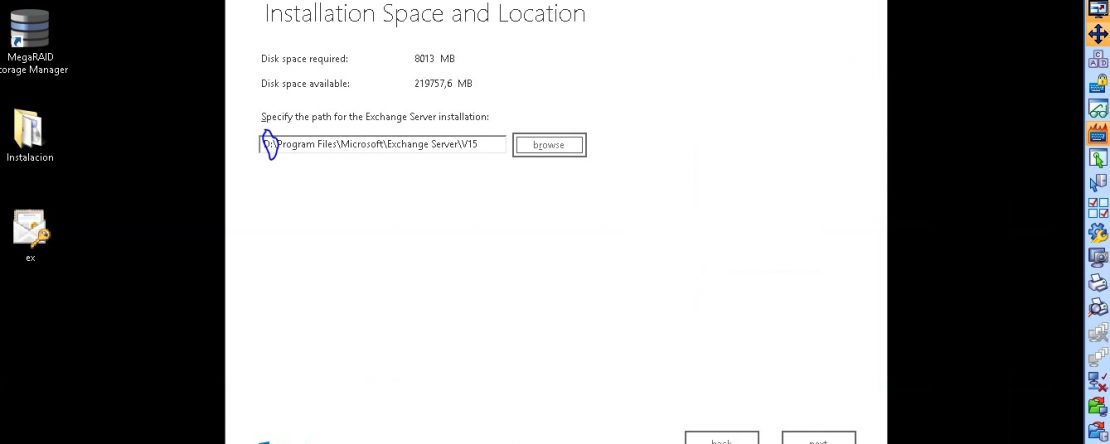 Installation Space and Location
MegaRAID
torage Manager
Disk space required: 8013 MB
Disk space available: 219757,6 MB
Specify the path for the Exchange Server installation:
D:\Program Files\Microsoft\Exchange Server\V15
browse
Instalacion
ex
back
next